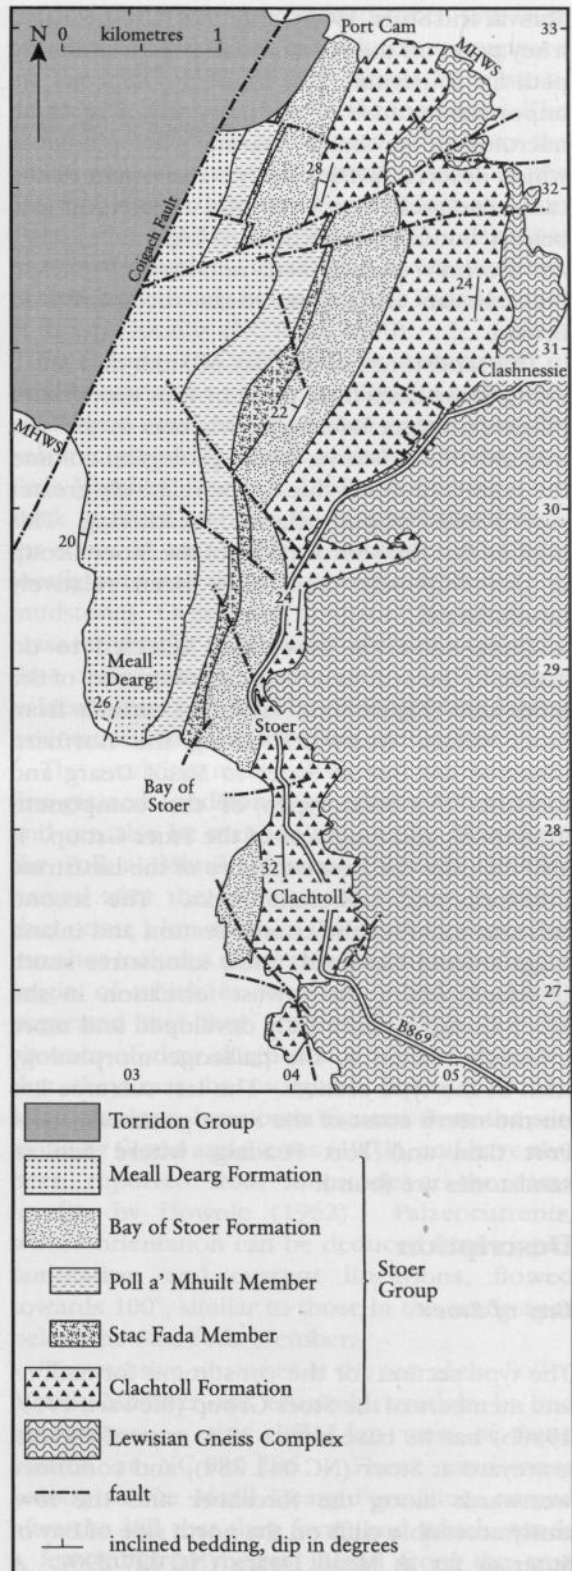 N 0 kilometres 1
Port Cam
33
MHWS
28
32
Coigach Fault
24
31
Clashnessie
22
MHWS
30
20
24
29
Meall
Dearg
26
Stoer
Bay of
Stoer
28
32
Clachtoll
27
B869
03 04 05
Torridon Group
Meall Dearg Formation
Bay of Stoer Formation
Poll a' Mhuilt Member
Stac Fada Member
Clachtoll Formation
Stoer
Group
Lewisian Gneiss Complex
fault
inclined bedding, dip in degrees